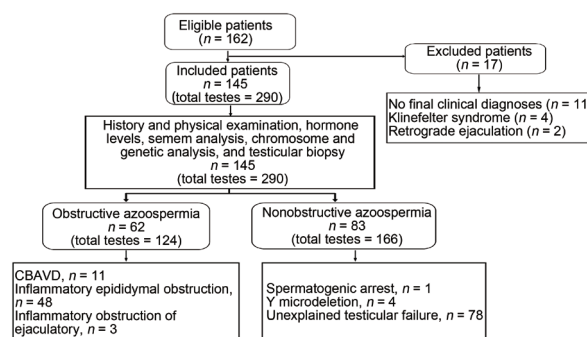 Eligible patients
(n = 162)
Excluded patients
(n = 17)
Included patients
n = 145
(total testes = 290)
No final clinical diagnoses (n = 11)
Klinefelter syndrome (n = 4)
Retrograde ejaculation (n = 2)
History and physical examination, hormone
levels, semem analysis, chromosome and
genetic analysis, and testicular biopsy
n = 145
(total testes = 290)
Obstructive azoospermia
n = 62
(total testes = 124)
Nonobstructive azoospermia
n = 83
(total testes = 166)
CBAVD, n = 11
Inflammatory epididymal obstruction,
n = 48
Inflammatory obstruction of
ejaculatory, n = 3
Spermatogenic arrest, n = 1
Y microdeletion, n = 4
Unexplained testicular failure, n = 78